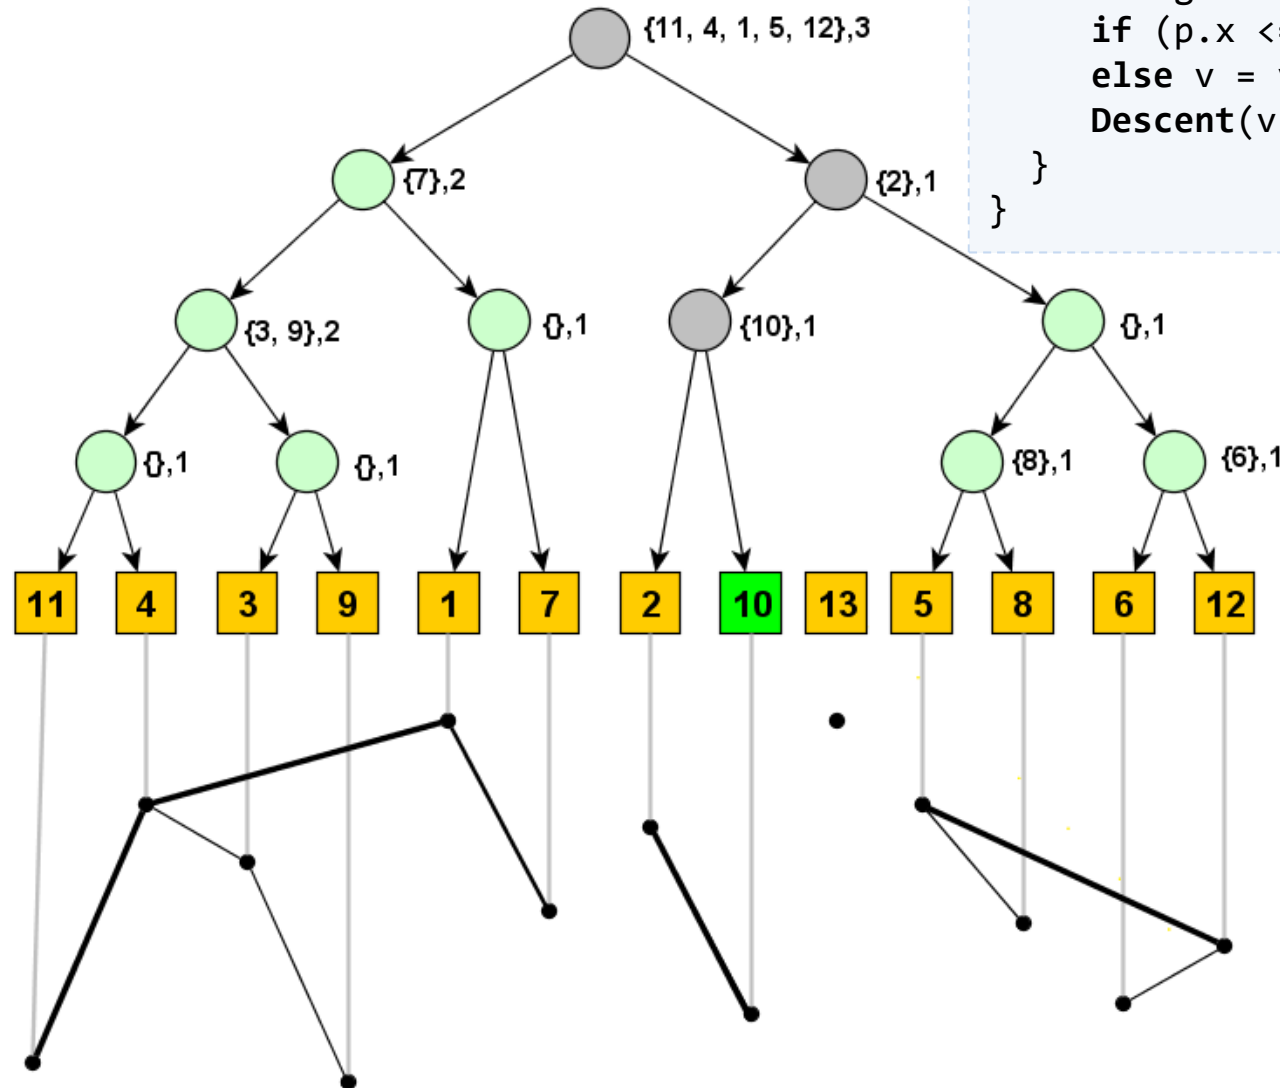 {11, 4, 1, 5, 12},3
if (p.x <
else v =
Descent(v
}
}
{7},2
{2},1
{3, 9},2
{},1
{10},1
{},1
{},1
{},1
{8},1
{6},1
11 4 3 9 1 7 2 10 13 5 8 6 12